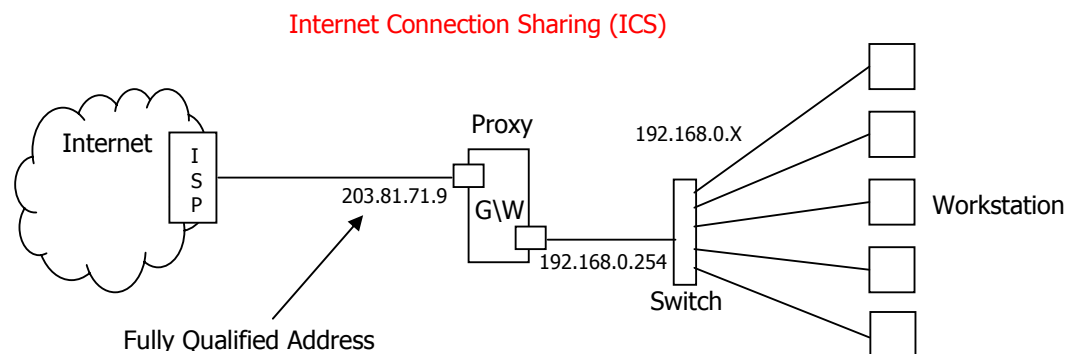 Internet Connection Sharing (ICS)
Internet
I
S
P
203.81.71.9
Fully Qualified Address
Proxy
G\W
192.168.0.254
192.168.0.X
Switch
Workstation